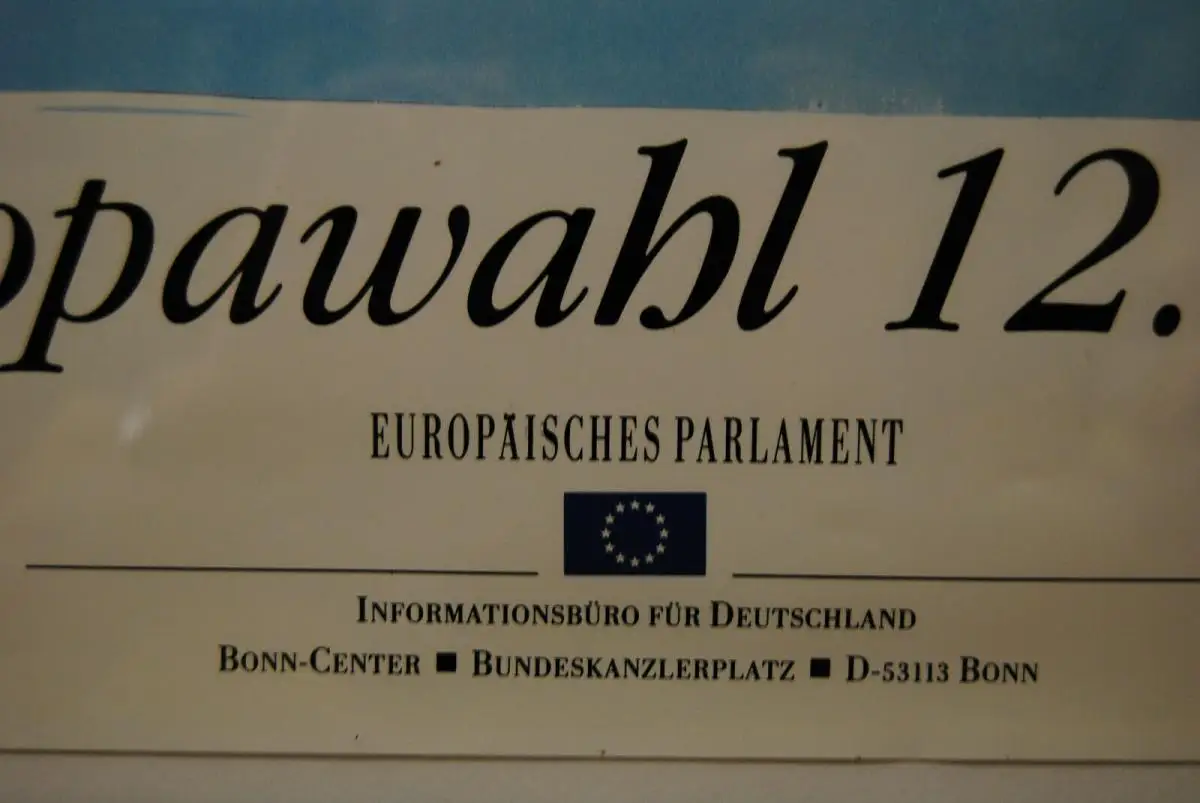 opawahl 12.
EUROPÄISCHES PARLAMENT
INFORMATIONSBÜRO FÜR DEUTSCHLAND
BONN-CENTER ■ BUNDESKANZLERPLATZ ■ D-53113 BONN